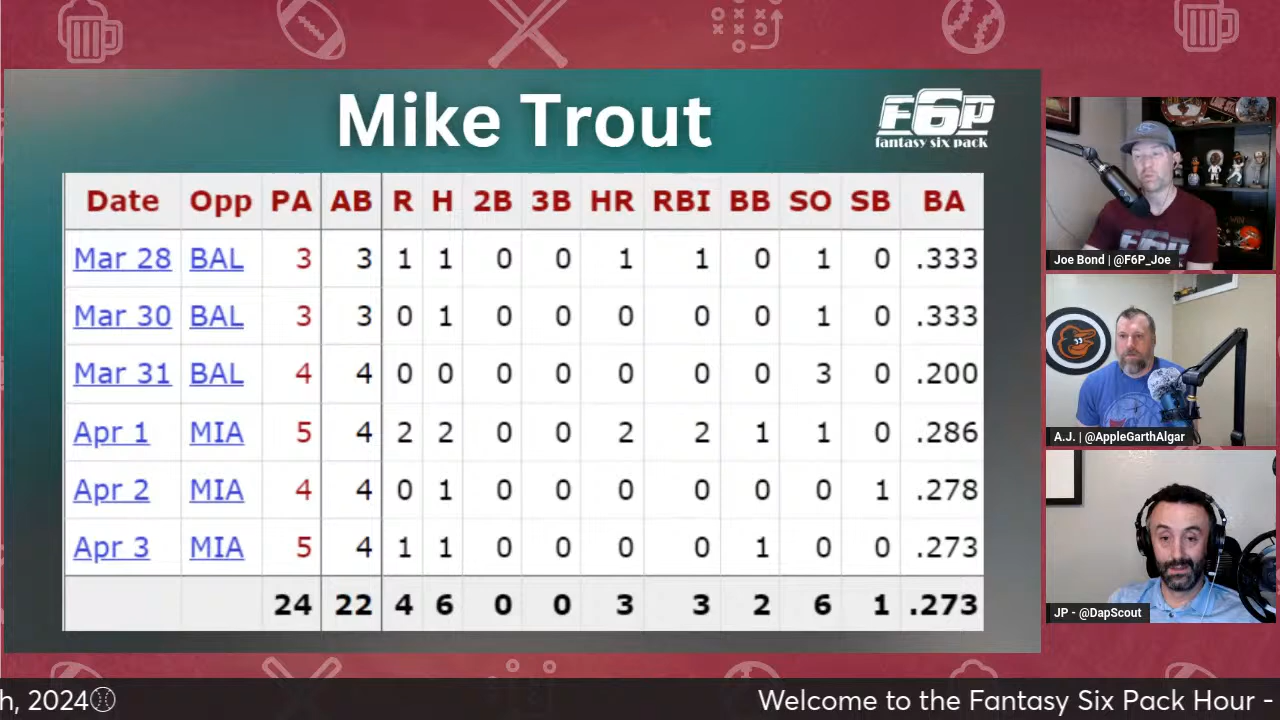 Mike Trout
F6P
fantasy six pack
Date Opp PA AB R H 2B 3B HR RBI BB SO SB BA
Mar 28 BAL 3 3 1 1 0 0 1 1 0 1 0 .333
Mar 30 BAL 3 3 0 1 0 0 0 0 0 1 0 .333
Mar 31 BAL 4 4 0 0 0 0 0 0 0 3 0 .200
Apr 1 MIA 5 4 2 2 0 0 2 2 1 1 0 .286
Apr 2 MIA 4 4 0 1 0 0 0 0 0 0 1 .278
Apr 3 MIA 5 4 1 1 0 0 0 0 1 0 0 .273
24 22 4 6 0 0 3 3 2 6 1 .273
F6P
Joe Bond | @F6P_Joe
A.J. | @AppleGarthAlgar
JP - @DapScout
h, 2024 Welcome to the Fantasy Six Pack Hour -